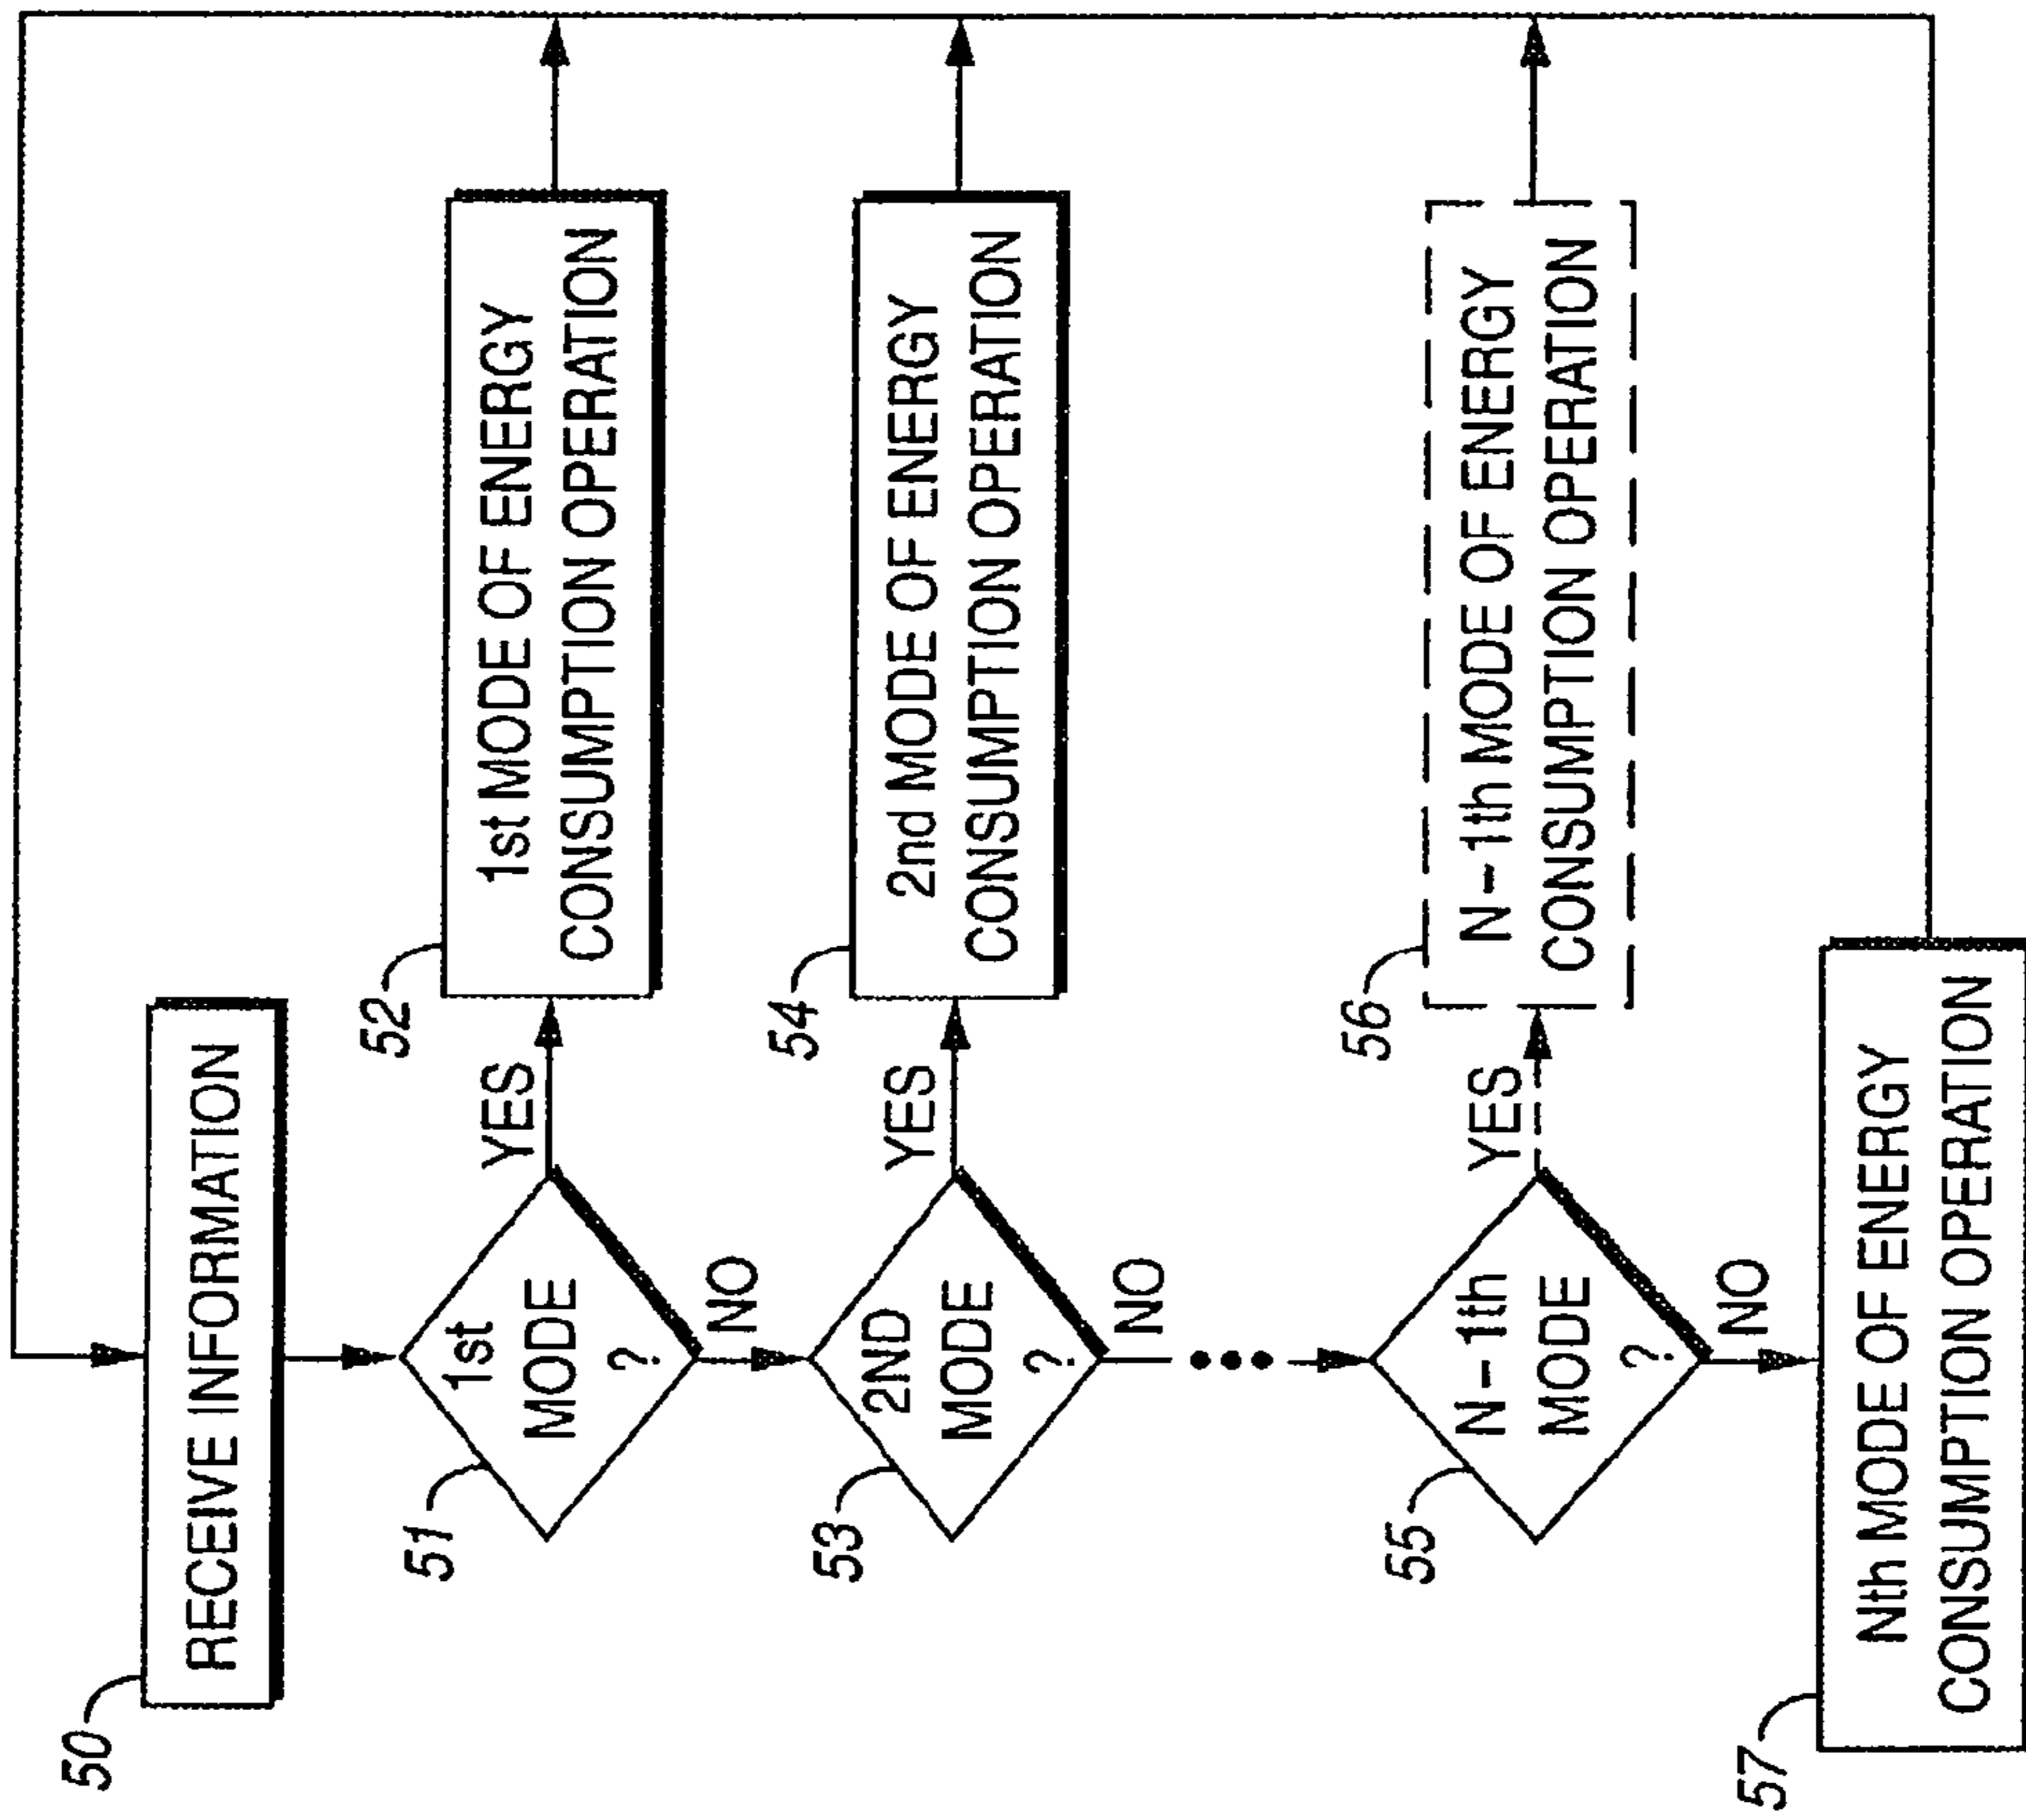 50
RECEIVE INFORMATION
51
1st
MODE
?
YES
NO
52
1st MODE OF ENERGY
CONSUMPTION OPERATION
53
2ND
MODE
?
YES
NO
54
2nd MODE OF ENERGY
CONSUMPTION OPERATION
55
N-1th
MODE
?
YES
NO
56
N-1th MODE OF ENERGY
CONSUMPTION OPERATION
57
Nth MODE OF ENERGY
CONSUMPTION OPERATION